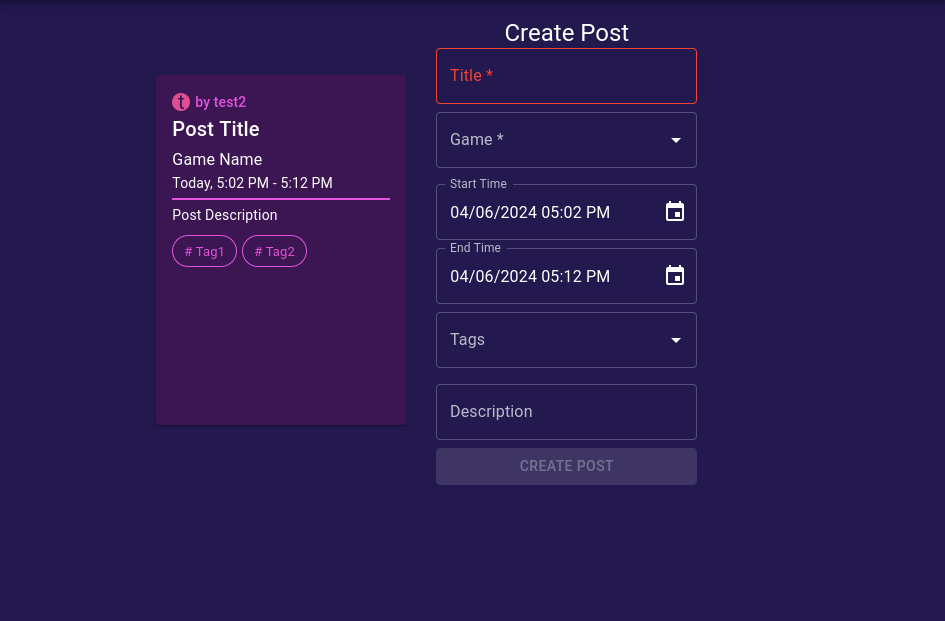 t by test2
Post Title
Game Name
Today, 5:02 PM - 5:12 PM
Post Description
# Tag1 # Tag2
Create Post
Title *
Game *
Start Time
04/06/2024 05:02 PM
End Time
04/06/2024 05:12 PM
Tags
Description
CREATE POST